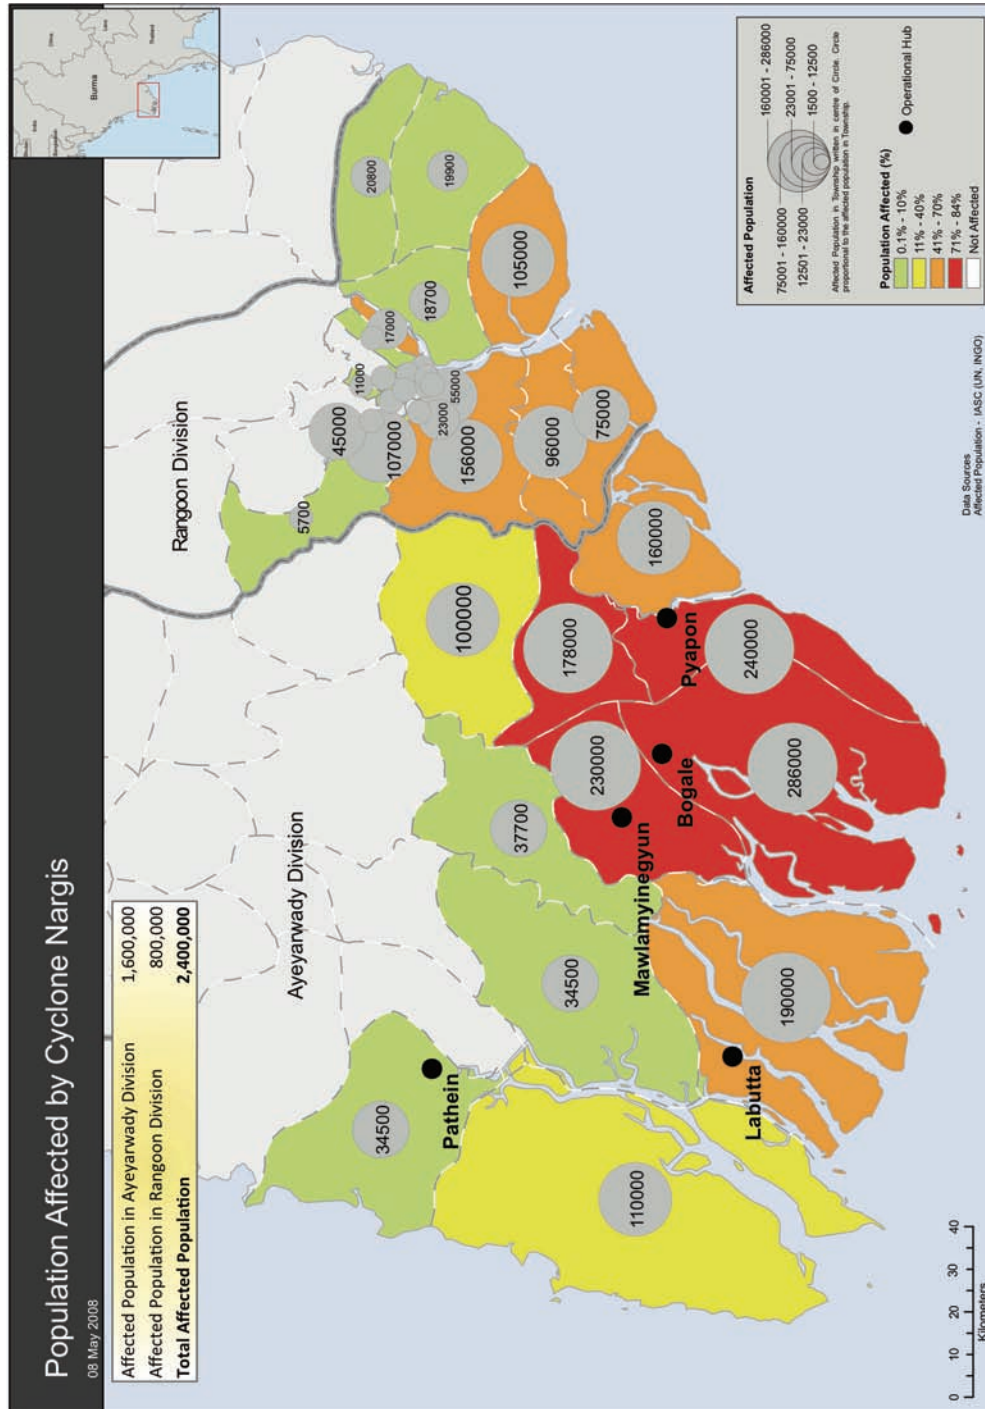 Population Affected by Cyclone Nargis
08 May 2008
Affected Population in Ayeyarwady Division 1,600,000
Affected Population in Rangoon Division 800,000
Total Affected Population 2,400,000
China
India
Laos
Burma
Thailand
Rangoon Division
Ayeyarwady Division
5700
45000
107000
11000
17000
20800
19900
18700
105000
23000
55000
156000
96000
75000
100000
160000
178000
Pyapon
240000
230000
Bogale
286000
37700
Mawlamyinegyun
34500
190000
34500
Pathein
Labutta
110000
Affected Population
75001 - 160000
12501 - 23000
160001 - 286000
23001 - 75000
1500 - 12500
Affected Population in Township written in centre of Circle. Circle
proportional to the affected population in Township.
Population Affected (%)
0.1% - 10%
11% - 40%
41% - 70%
71% - 84%
Not Affected
Operational Hub
Data Sources
Affected Population - IASC (UN, INGO)
0 10 20 30 40
Kilometers